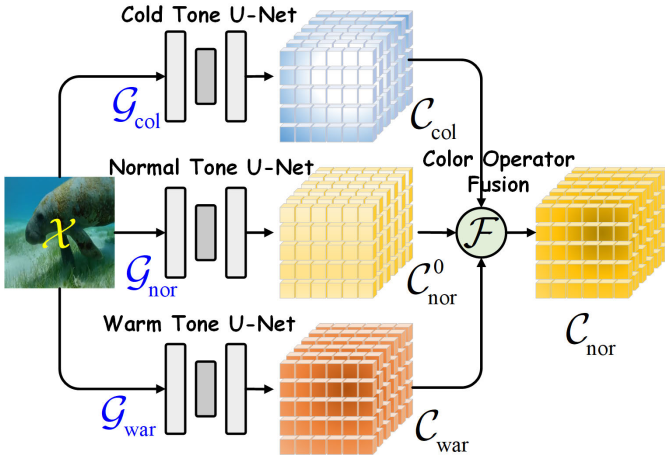 Cold Tone U-Net
𝒢col
𝒞col
Normal Tone U-Net
Color Operator
Fusion
𝒳
ℱ
𝒢nor
𝒞⁰nor
𝒞nor
Warm Tone U-Net
𝒢war
𝒞war